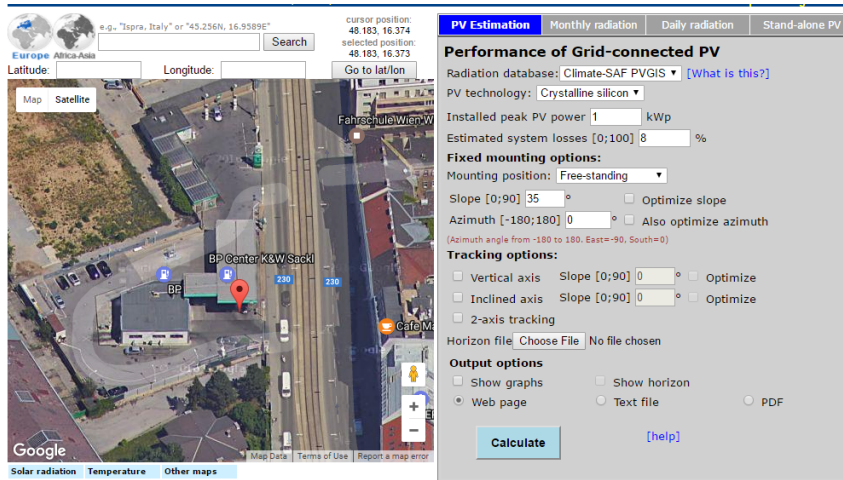 e.g., "Ispra, Italy" or "45.256N, 16.9589E"
Search
cursor position:
48.183, 16.374
selected position:
48.183, 16.373
Europe Africa-Asia
Latitude: Longitude: Go to lat/lon
Map Satellite
Fahrschule Wien W
BP Center K&W Sackl
BP
230 230
Cafe Ma
+
−
Google
Map Data Terms of Use Report a map error
Solar radiation Temperature Other maps
PV Estimation Monthly radiation Daily radiation Stand-alone PV
Performance of Grid-connected PV
Radiation database: Climate-SAF PVGIS ▼ [What is this?]
PV technology: Crystalline silicon ▼
Installed peak PV power 1 kWp
Estimated system losses [0;100] 8 %
Fixed mounting options:
Mounting position: Free-standing ▼
Slope [0;90] 35 ° Optimize slope
Azimuth [-180;180] 0 ° Also optimize azimuth
(Azimuth angle from -180 to 180. East=-90, South=0)
Tracking options:
Vertical axis Slope [0;90] 0 ° Optimize
Inclined axis Slope [0;90] 0 ° Optimize
2-axis tracking
Horizon file Choose File No file chosen
Output options
Show graphs Show horizon
Web page Text file PDF
Calculate [help]